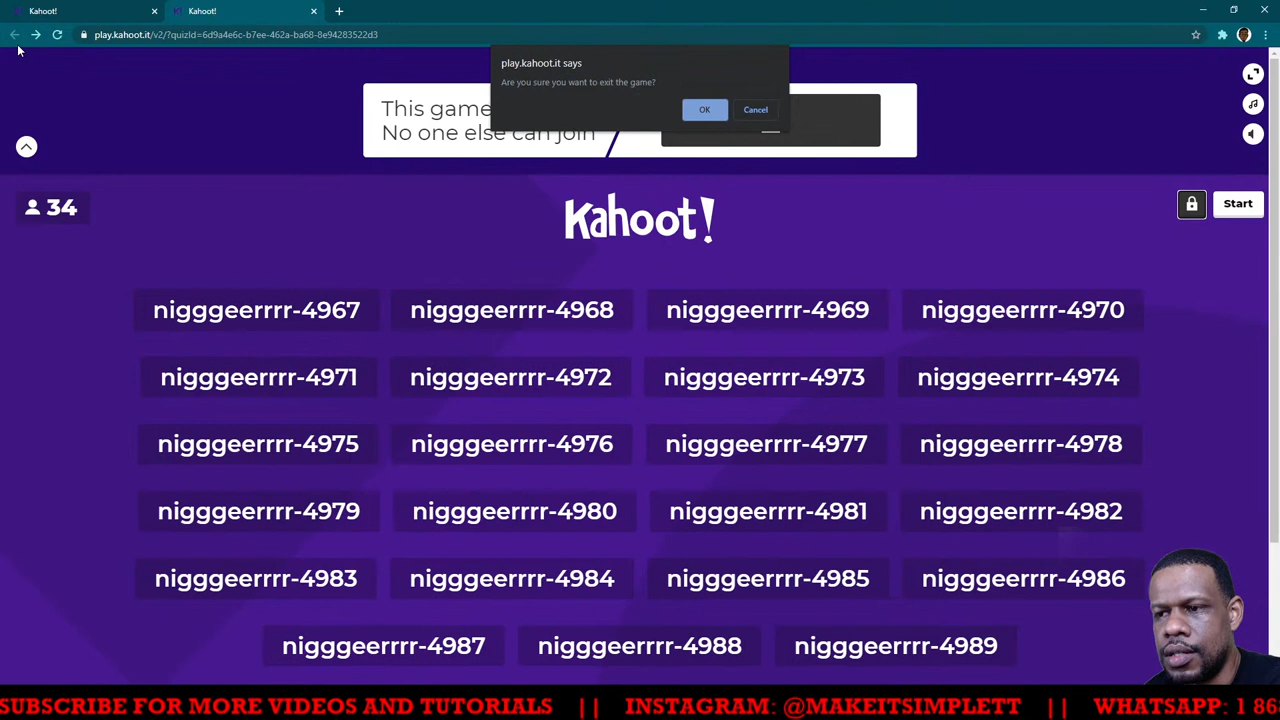 Kahoot!
Kahoot!
play.kahoot.it/v2/?quizId=6d9a4e6c-b7ee-462a-ba68-8e94283522d3
play.kahoot.it says
Are you sure you want to exit the game?
OK Cancel
This game
No one else can join
34
Kahoot!
Start
nigggeerrrr-4967 nigggeerrrr-4968 nigggeerrrr-4969 nigggeerrrr-4970
nigggeerrrr-4971 nigggeerrrr-4972 nigggeerrrr-4973 nigggeerrrr-4974
nigggeerrrr-4975 nigggeerrrr-4976 nigggeerrrr-4977 nigggeerrrr-4978
nigggeerrrr-4979 nigggeerrrr-4980 nigggeerrrr-4981 nigggeerrrr-4982
nigggeerrrr-4983 nigggeerrrr-4984 nigggeerrrr-4985 nigggeerrrr-4986
nigggeerrrr-4987 nigggeerrrr-4988 nigggeerrrr-4989
SUBSCRIBE FOR MORE VIDEOS AND TUTORIALS || INSTAGRAM: @MAKEITSIMPLETT || WHATSAPP: 1 86